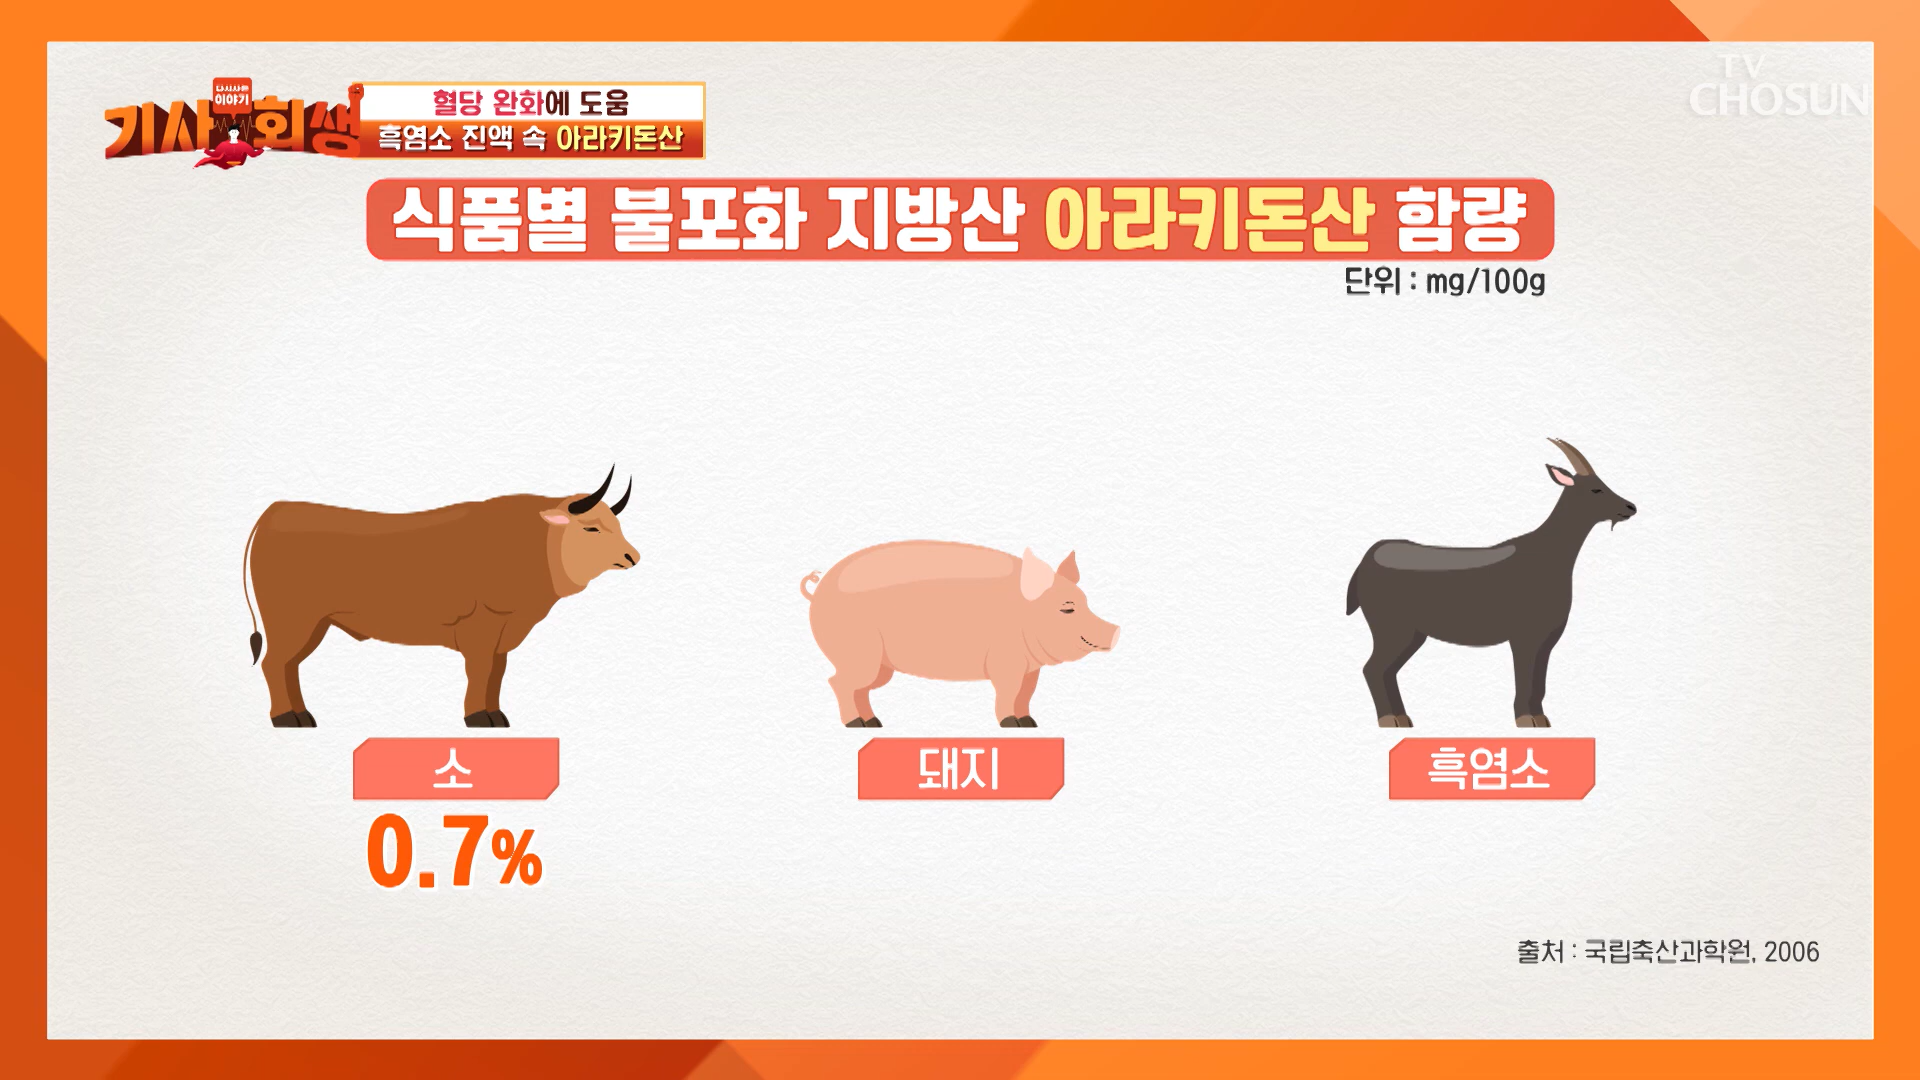 TV
CHOSUN
이야기
기사회생
혈당 완화에 도움
흑염소 진액 속 아라키돈산
식품별 불포화 지방산 아라키돈산 함량
단위 : mg/100g
소
돼지
흑염소
0.7%
출처 : 국립축산과학원, 2006